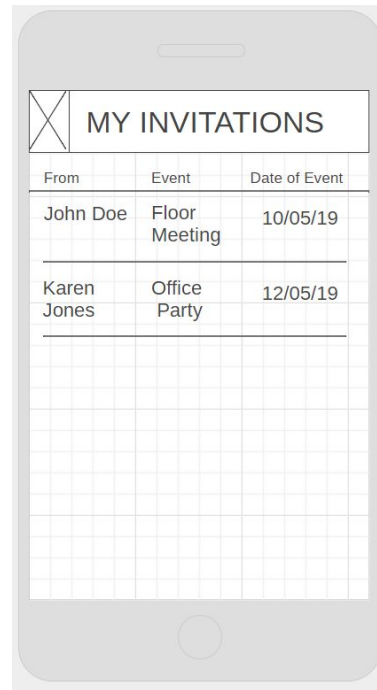 MY INVITATIONS
From Event Date of Event
John Doe Floor Meeting 10/05/19
Karen Jones Office Party 12/05/19